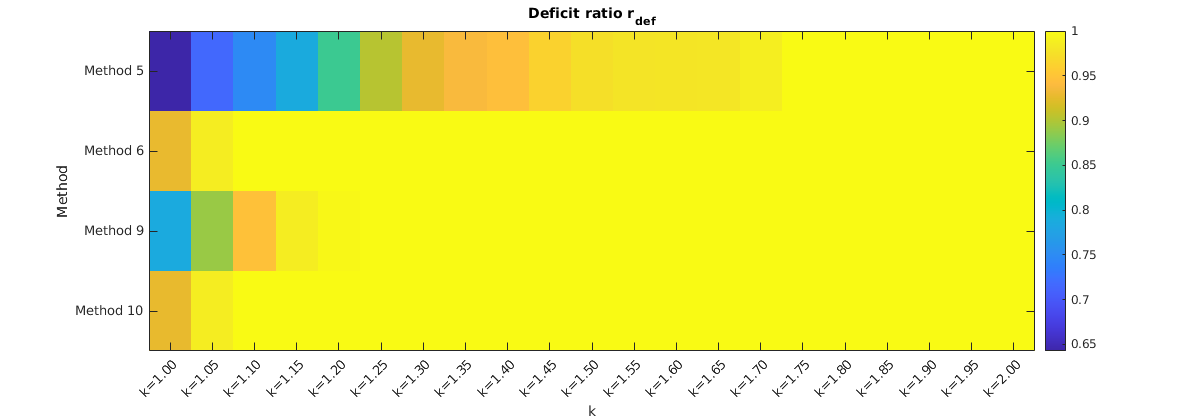 Deficit ratio r_def
Method
Method 5
Method 6
Method 9
Method 10
k=1.00 k=1.05 k=1.10 k=1.15 k=1.20 k=1.25 k=1.30 k=1.35 k=1.40 k=1.45 k=1.50 k=1.55 k=1.60 k=1.65 k=1.70 k=1.75 k=1.80 k=1.85 k=1.90 k=1.95 k=2.00
k
1
0.95
0.9
0.85
0.8
0.75
0.7
0.65